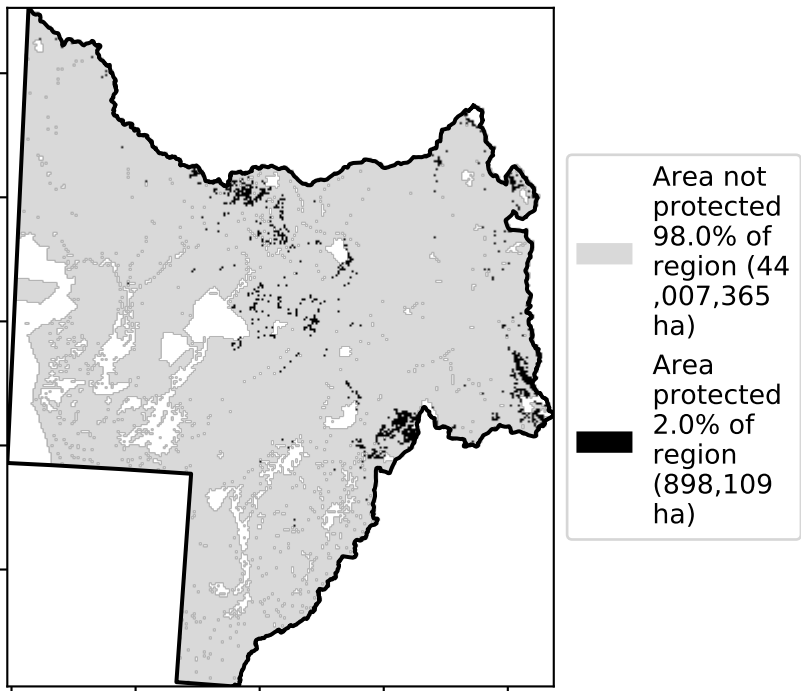 Area not
protected
98.0% of
region (44
,007,365
ha)
Area
protected
2.0% of
region
(898,109
ha)